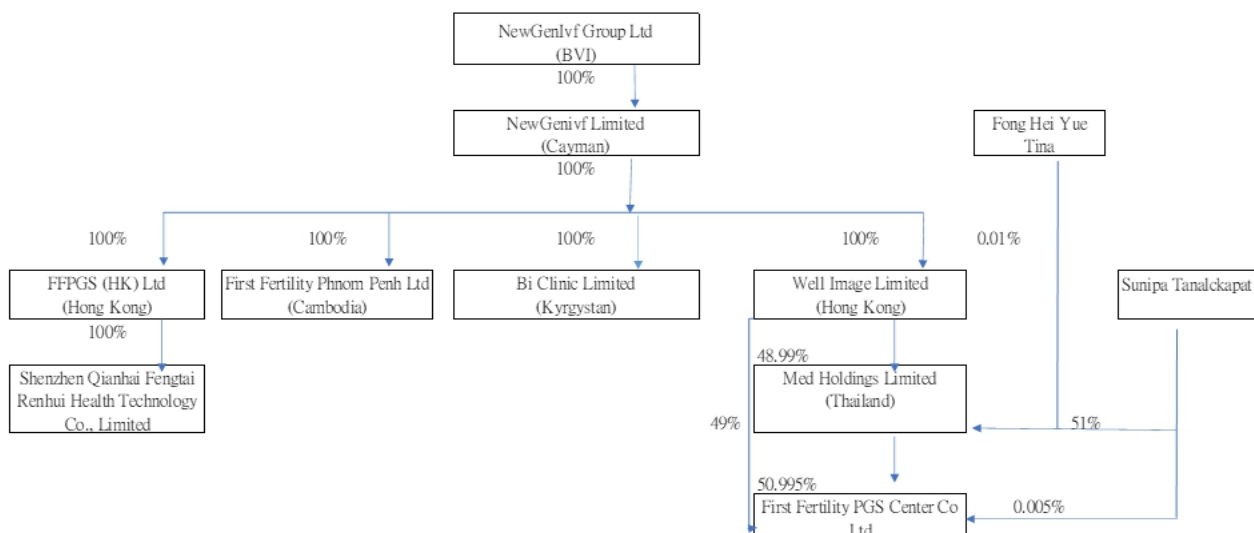 NewGenIvf Group Ltd
(BVI)
100%
NewGenivf Limited
(Cayman)
100%
Fong Hei Yue
Tina
100%
100%
100%
100%
0.01%
FFPGS (HK) Ltd
(Hong Kong)
100%
First Fertility Phnom Penh Ltd
(Cambodia)
Bi Clinic Limited
(Kyrgystan)
Well Image Limited
(Hong Kong)
Sunipa Tanalckapat
Shenzhen Qianhai Fengtai
Renhui Health Technology
Co., Limited
48.99%
Med Holdings Limited
(Thailand)
49%
51%
50.995%
First Fertility PGS Center Co
Ltd
0.005%